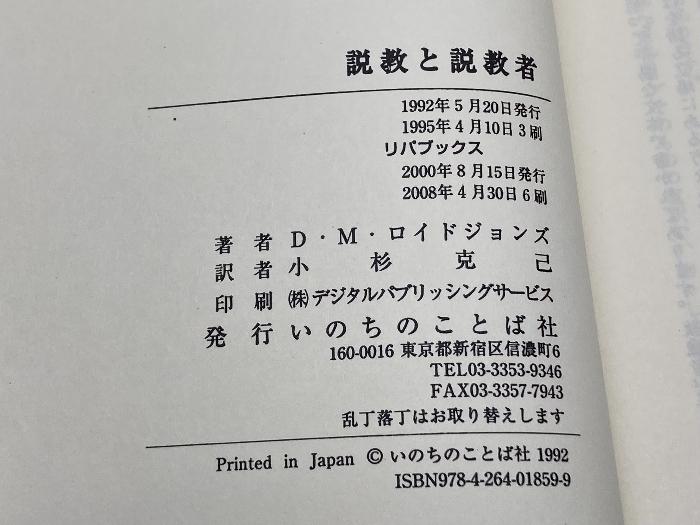 説教と説教者
1992年5月20日発行
1995年4月10日3刷
リバブックス
2000年8月15日発行
2008年4月30日6刷
著者 D・M・ロイドジョンズ
訳者 小杉克己
印刷 ㈱デジタルパブリッシングサービス
発行 いのちのことば社
160-0016 東京都新宿区信濃町6
TEL03-3353-9346
FAX03-3357-7943
乱丁落丁はお取り替えします
Printed in Japan © いのちのことば社 1992
ISBN978-4-264-01859-9